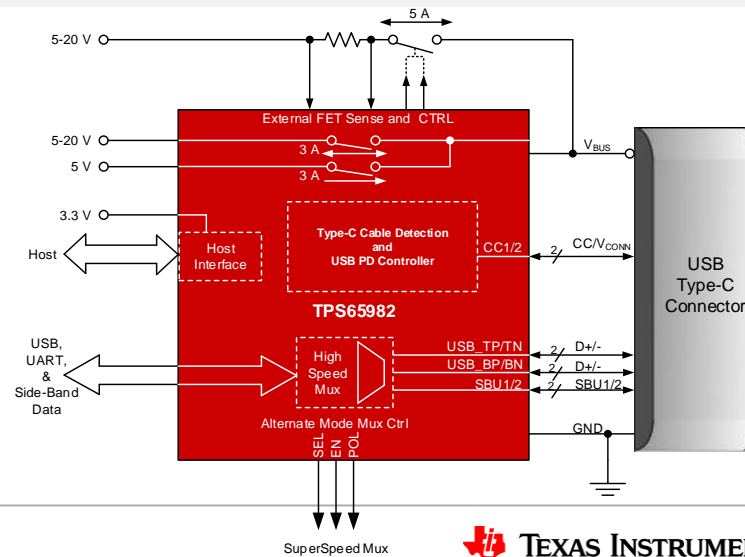 5 A
5-20 V
External FET Sense and CTRL
5-20 V
3 A
5 V
3 A
VBUS
3.3 V
Host
Host
Interface
Type-C Cable Detection
and
USB PD Controller
CC1/2
2
CC/VCONN
USB
Type-C
Connector
TPS65982
USB,
UART,
&
Side-Band
Data
High
Speed
Mux
USB_TP/TN
2
D+/-
USB_BP/BN
2
D+/-
SBU1/2
2
SBU1/2
Alternate Mode Mux Ctrl
GND
SEL
EN
POL
SuperSpeed Mux
TEXAS INSTRUME